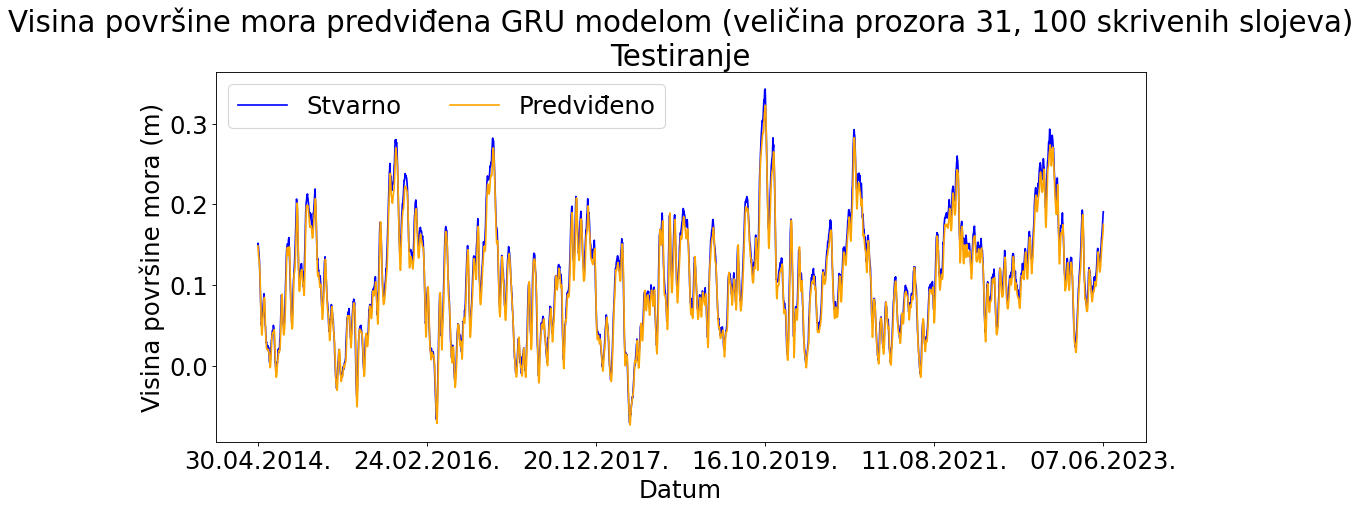 Visina površine mora predviđena GRU modelom (veličina prozora 31, 100 skrivenih slojeva)
Testiranje
Stvarno
Predviđeno
Visina površine mora (m)
0.3
0.2
0.1
0.0
30.04.2014.
24.02.2016.
20.12.2017.
16.10.2019.
11.08.2021.
07.06.2023.
Datum